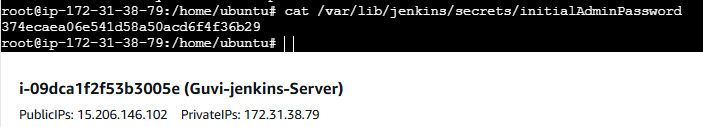 root@ip-172-31-38-79:/home/ubuntu# cat /var/lib/jenkins/secrets/initialAdminPassword
374ecaea06e541d58a50acd6f4f36b29
root@ip-172-31-38-79:/home/ubuntu#
i-09dca1f2f53b3005e (Guvi-jenkins-Server)
PublicIPs: 15.206.146.102 PrivateIPs: 172.31.38.79